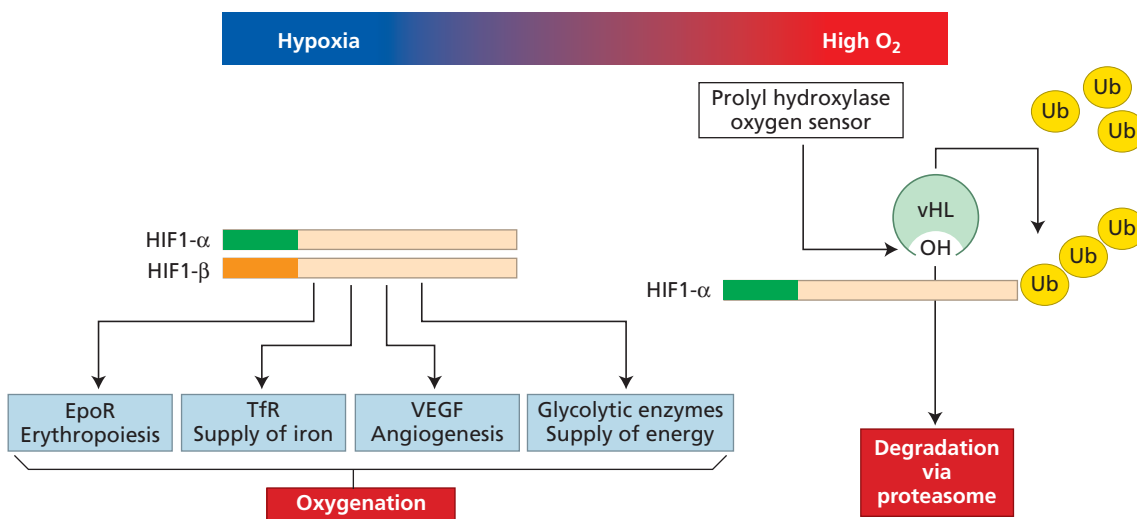 Hypoxia
High O₂
Prolyl hydroxylase
oxygen sensor
Ub
Ub
Ub
vHL
OH
HIF1-α
HIF1-β
Ub
Ub
Ub
HIF1-α
EpoR
Erythropoiesis
TfR
Supply of iron
VEGF
Angiogenesis
Glycolytic enzymes
Supply of energy
Oxygenation
Degradation
via
proteasome